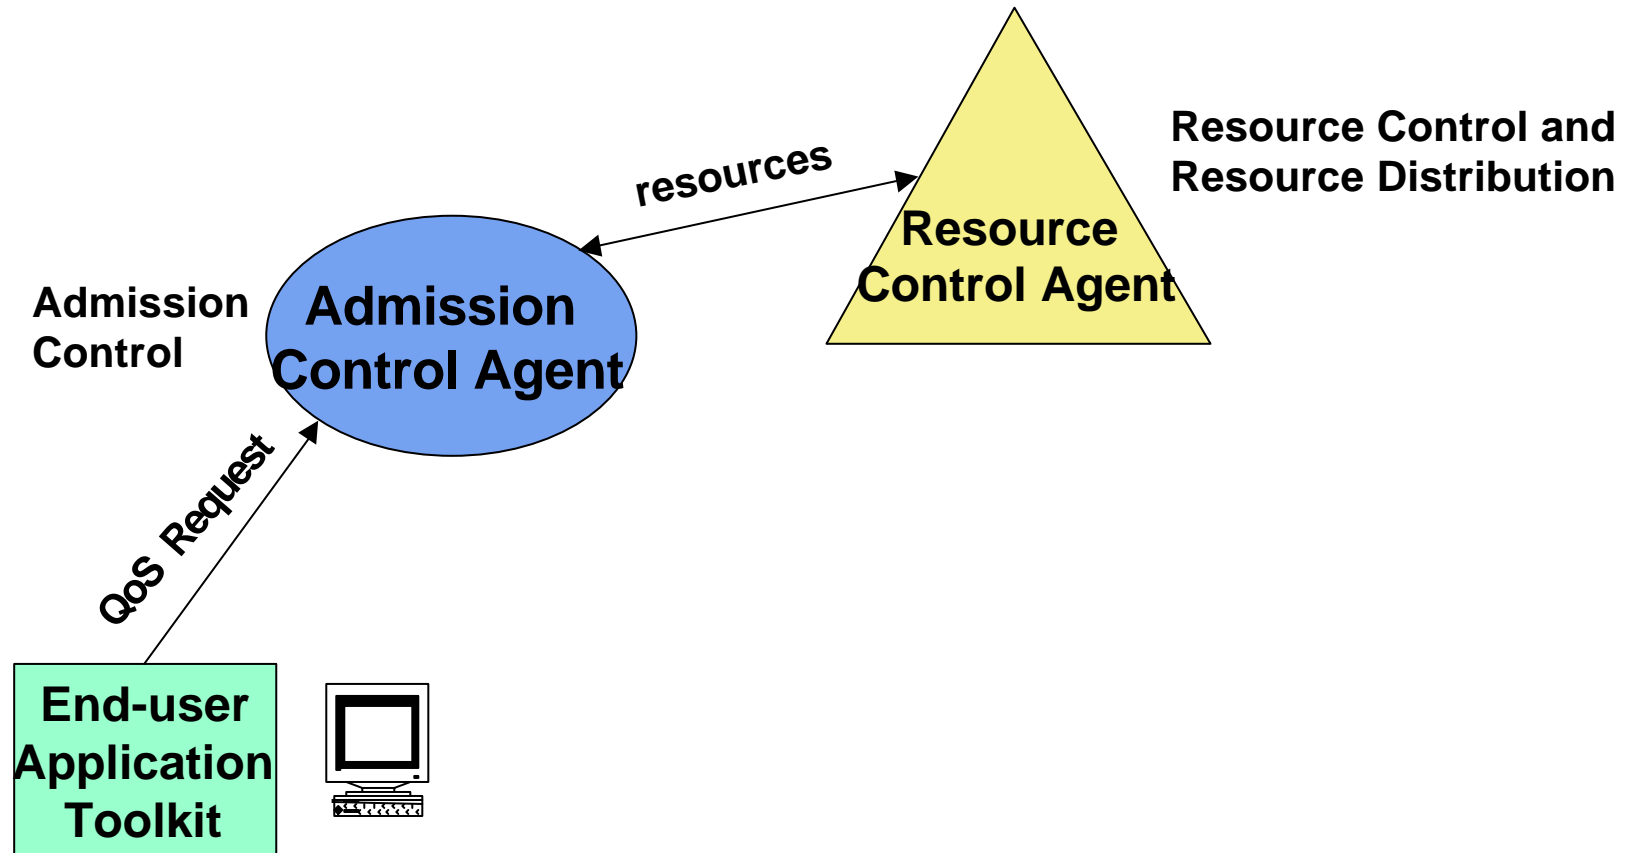 Resource Control and
Resource Distribution
resources
Resource
Control Agent
Admission
Control
Admission
Control Agent
QoS Request
End-user
Application
Toolkit